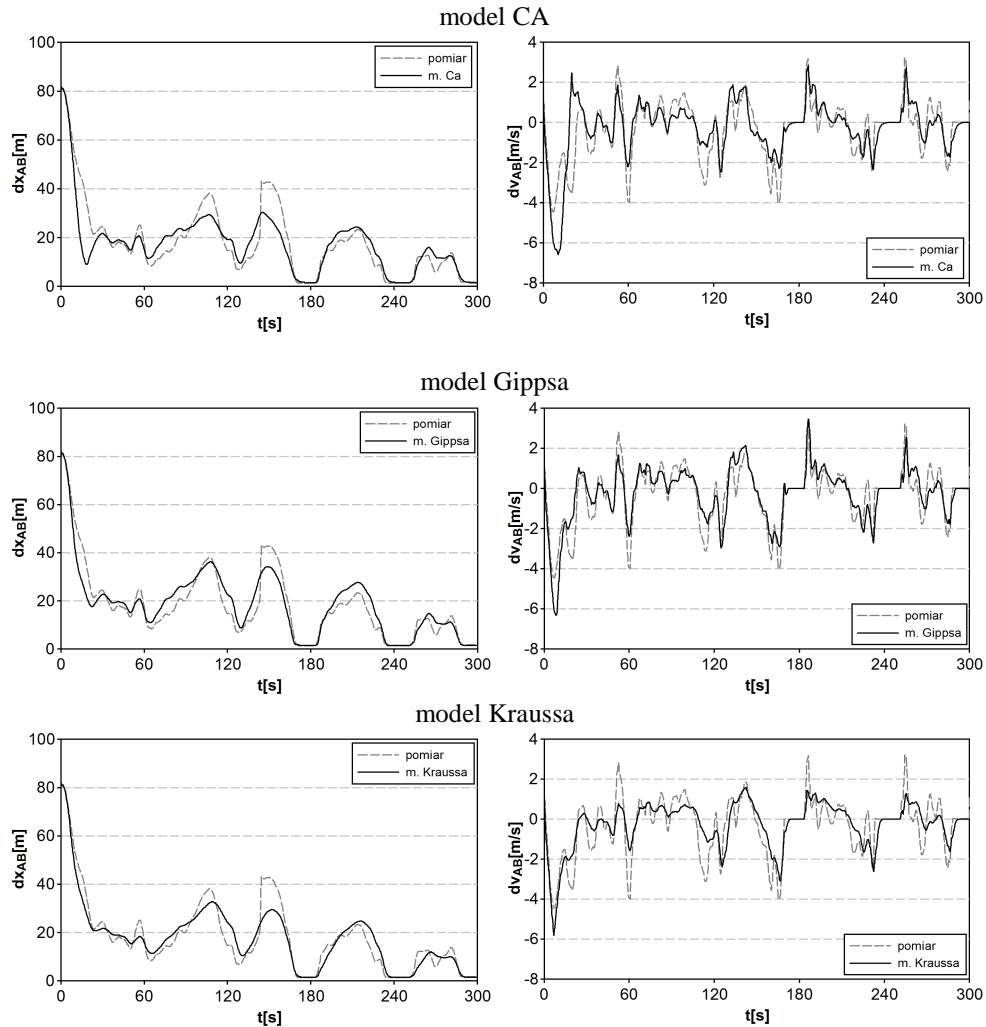 model CA
100
80
60
40
20
0
dxAB[m]
0 60 120 180 240 300
t[s]
pomiar
m. Ca
4
2
0
-2
-4
-6
-8
dvAB[m/s]
0 60 120 180 240 300
t[s]
pomiar
m. Ca
model Gippsa
100
80
60
40
20
0
dxAB[m]
0 60 120 180 240 300
t[s]
pomiar
m. Gippsa
4
2
0
-2
-4
-6
-8
dvAB[m/s]
0 60 120 180 240 300
t[s]
pomiar
m. Gippsa
model Kraussa
100
80
60
40
20
0
dxAB[m]
0 60 120 180 240 300
t[s]
pomiar
m. Kraussa
4
2
0
-2
-4
-6
-8
dvAB[m/s]
0 60 120 180 240 300
t[s]
pomiar
m. Kraussa